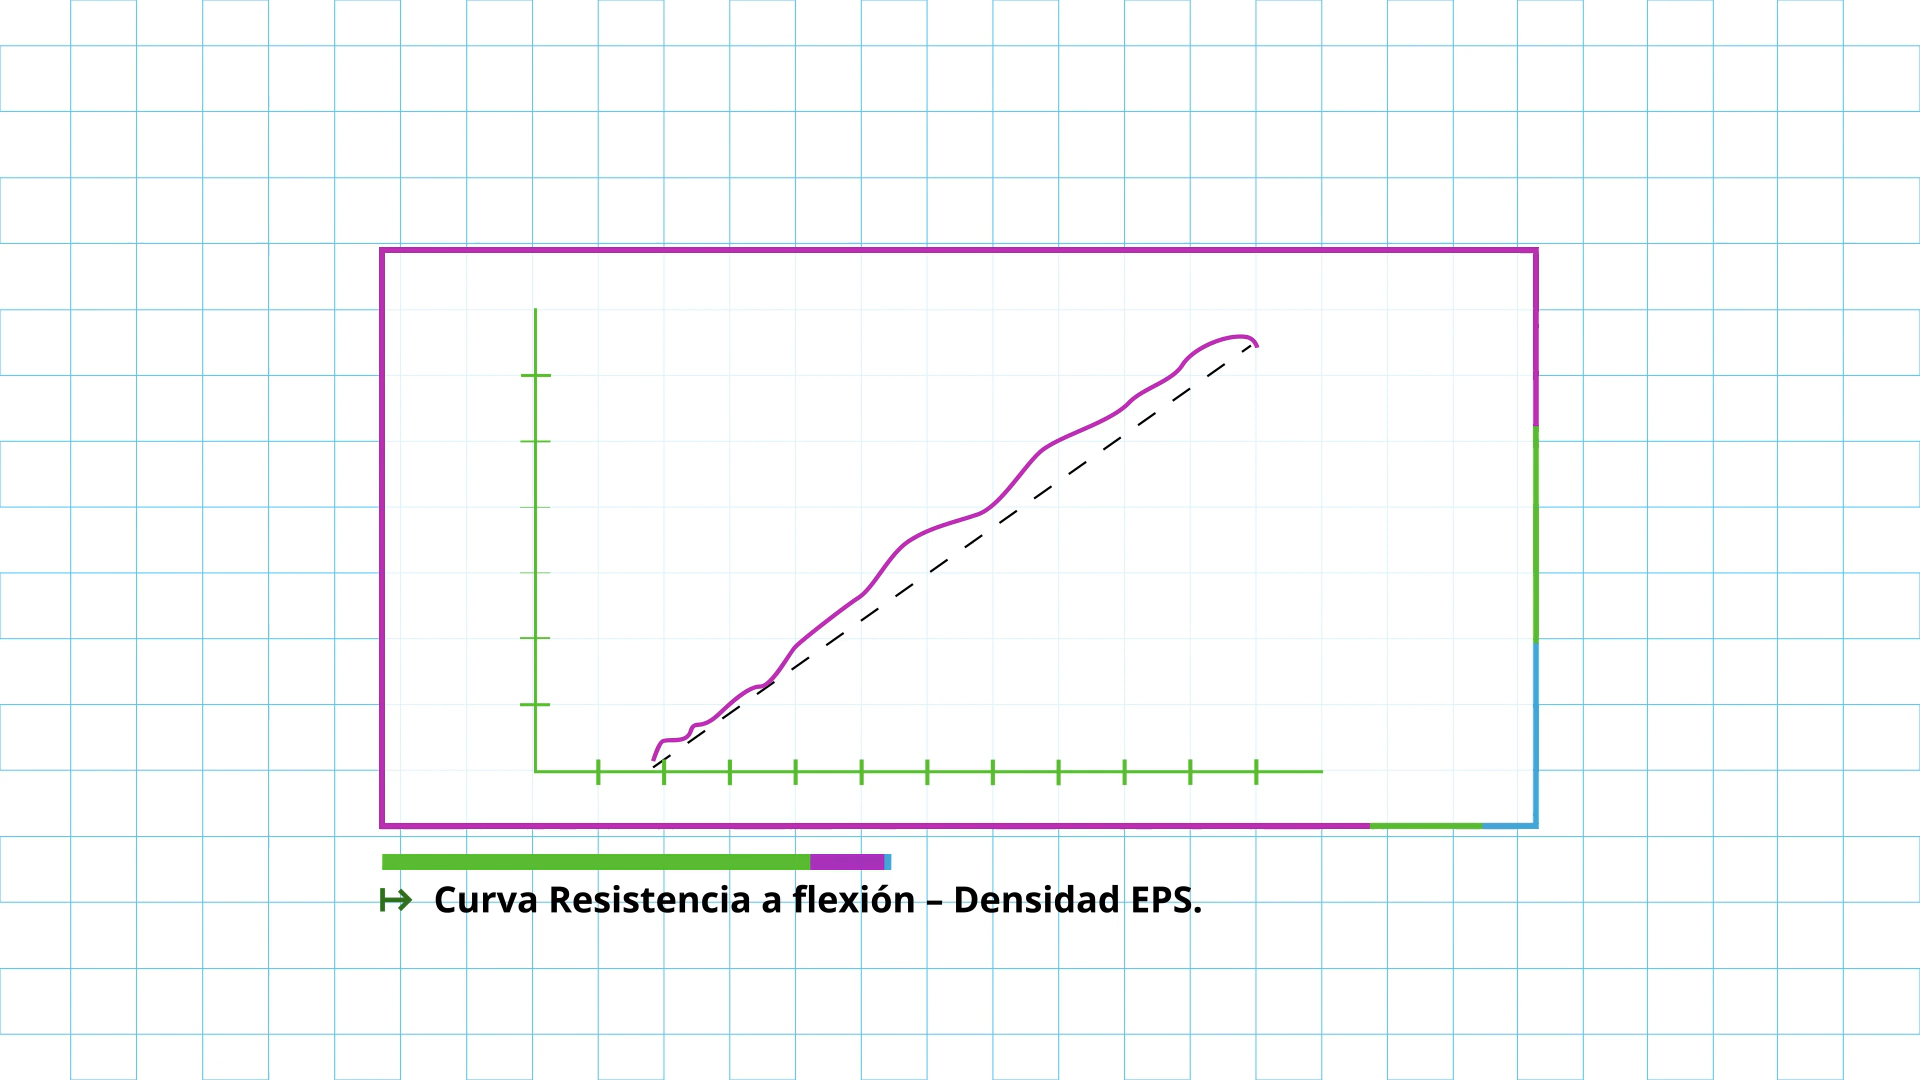 Curva Resistencia a flexión – Densidad EPS.